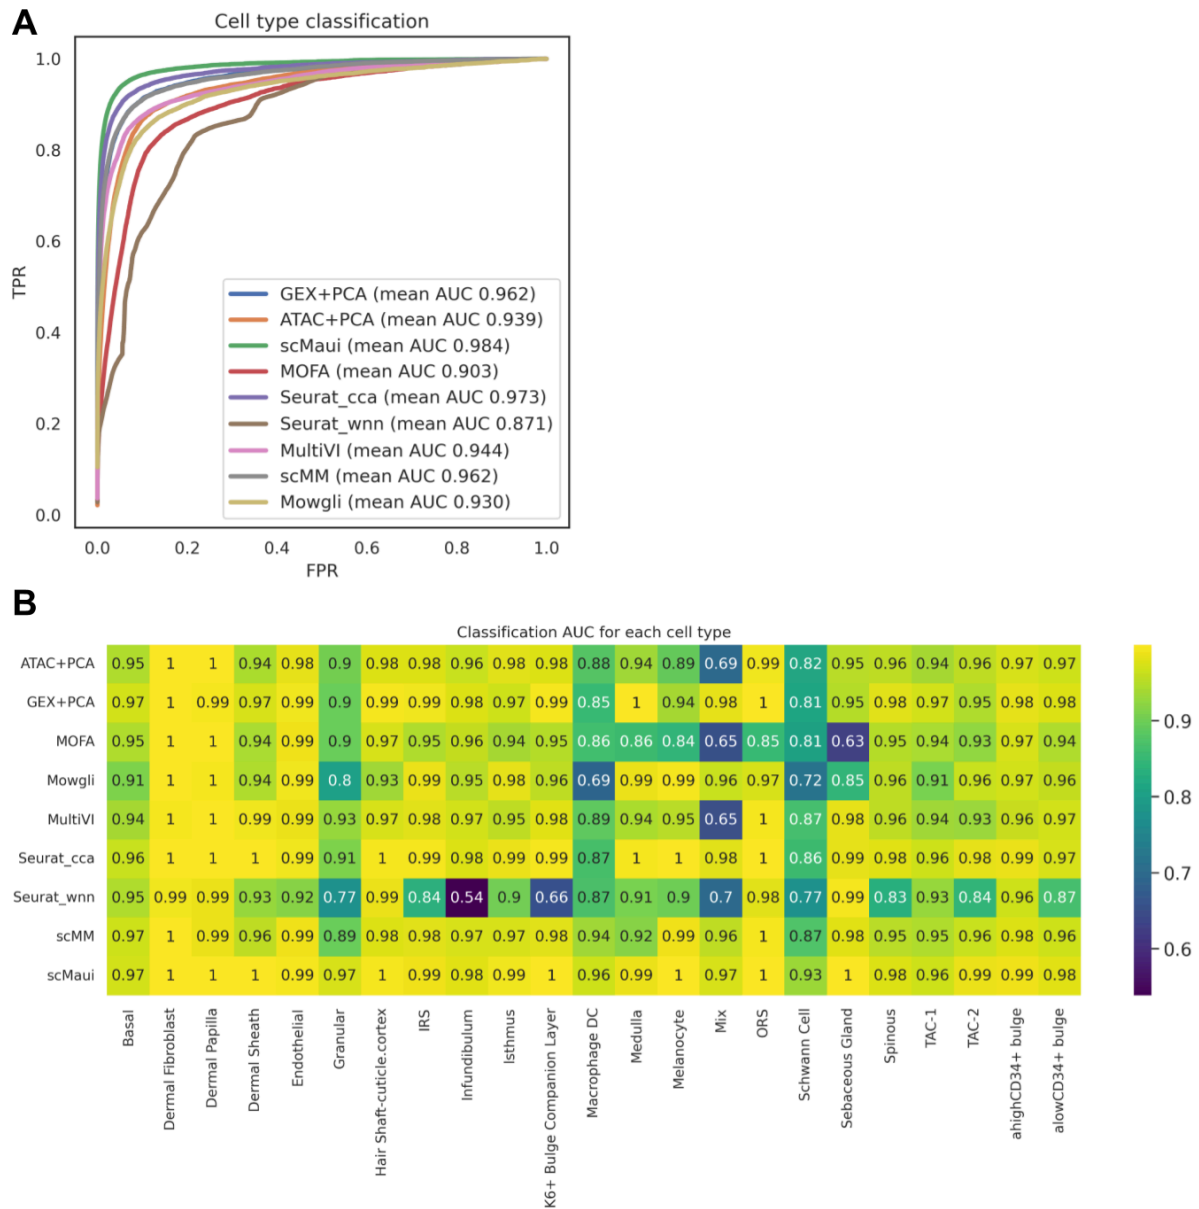 A
Cell type classification
1.0
0.8
0.6
0.4
0.2
0.0
TPR
0.0 0.2 0.4 0.6 0.8 1.0
FPR
GEX+PCA (mean AUC 0.962)
ATAC+PCA (mean AUC 0.939)
scMaui (mean AUC 0.984)
MOFA (mean AUC 0.903)
Seurat_cca (mean AUC 0.973)
Seurat_wnn (mean AUC 0.871)
MultiVI (mean AUC 0.944)
scMM (mean AUC 0.962)
Mowgli (mean AUC 0.930)
B
Classification AUC for each cell type
ATAC+PCA 0.95 1 1 0.94 0.98 0.9 0.98 0.98 0.96 0.98 0.98 0.88 0.94 0.89 0.69 0.99 0.82 0.95 0.96 0.94 0.96 0.97 0.97
GEX+PCA 0.97 1 0.99 0.97 0.99 0.9 0.99 0.99 0.98 0.97 0.99 0.85 1 0.94 0.98 1 0.81 0.95 0.98 0.97 0.95 0.98 0.98
MOFA 0.95 1 1 0.94 0.99 0.9 0.97 0.95 0.96 0.94 0.95 0.86 0.86 0.84 0.65 0.85 0.81 0.63 0.95 0.94 0.93 0.97 0.94
Mowgli 0.91 1 1 0.94 0.99 0.8 0.93 0.99 0.95 0.98 0.96 0.69 0.99 0.99 0.96 0.97 0.72 0.85 0.96 0.91 0.96 0.97 0.96
MultiVI 0.94 1 1 0.99 0.99 0.93 0.97 0.98 0.97 0.95 0.98 0.89 0.94 0.95 0.65 1 0.87 0.98 0.96 0.94 0.93 0.96 0.97
Seurat_cca 0.96 1 1 1 0.99 0.91 1 0.99 0.98 0.99 0.99 0.87 1 1 0.98 1 0.86 0.99 0.98 0.96 0.98 0.99 0.97
Seurat_wnn 0.95 0.99 0.99 0.93 0.92 0.77 0.99 0.84 0.54 0.9 0.66 0.87 0.91 0.9 0.7 0.98 0.77 0.99 0.83 0.93 0.84 0.96 0.87
scMM 0.97 1 0.99 0.96 0.99 0.89 0.98 0.98 0.97 0.97 0.98 0.94 0.92 0.99 0.96 1 0.87 0.98 0.95 0.95 0.96 0.98 0.96
scMaui 0.97 1 1 1 0.99 0.97 1 0.99 0.98 0.99 1 0.96 0.98 1 0.97 1 0.93 1 0.98 0.96 0.99 0.99 0.98
Basal
Dermal Fibroblast
Dermal Papilla
Dermal Sheath
Endothelial
Granular
Hair Shaft-cuticle.cortex
IRS
Infundibulum
Isthmus
K6+ Bulge Companion Layer
Macrophage DC
Medulla
Melanocyte
Mix
ORS
Schwann Cell
Sebaceous Gland
Spinous
TAC-1
TAC-2
ahighCD34+ bulge
alowCD34+ bulge
0.9
0.8
0.7
0.6